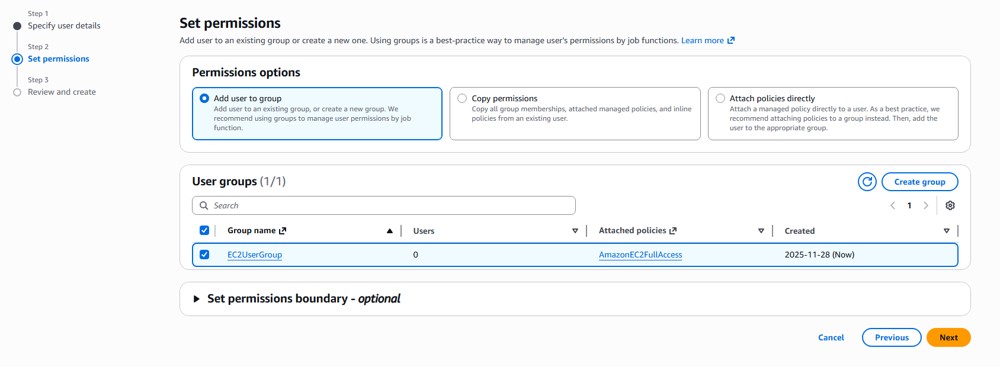 Step 1
Specify user details
Step 2
Set permissions
Step 3
Review and create
Set permissions
Add user to an existing group or create a new one. Using groups is a best-practice way to manage user's permissions by job functions. Learn more
Permissions options
Add user to group
Add user to an existing group, or create a new group. We
recommend using groups to manage user permissions by job
function.
Copy permissions
Copy all group memberships, attached managed policies, and inline
policies from an existing user.
Attach policies directly
Attach a managed policy directly to a user. As a best practice, we
recommend attaching policies to a group instead. Then, add the
user to the appropriate group.
User groups (1/1)
Create group
Search
1
Group name Users Attached policies Created
EC2UserGroup 0 AmazonEC2FullAccess 2025-11-28 (Now)
Set permissions boundary - optional
Cancel Previous Next